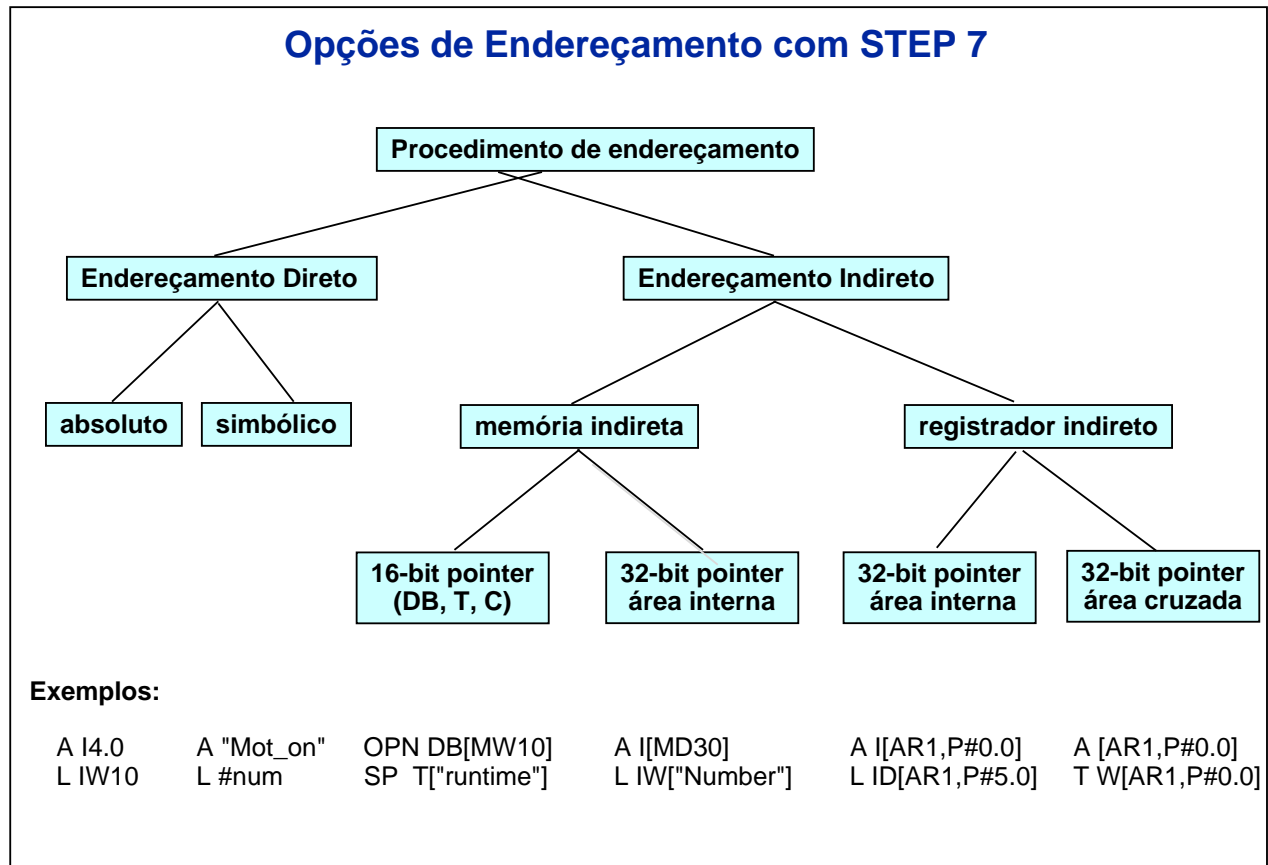 Opções de Endereçamento com STEP 7
Procedimento de endereçamento
Endereçamento Direto
Endereçamento Indireto
absoluto
simbólico
memória indireta
registrador indireto
16-bit pointer
(DB, T, C)
32-bit pointer
área interna
32-bit pointer
área interna
32-bit pointer
área cruzada
Exemplos:
A I4.0
L IW10
A "Mot_on"
L #num
OPN DB[MW10]
SP T["runtime"]
A I[MD30]
L IW["Number"]
A I[AR1,P#0.0]
L ID[AR1,P#5.0]
A [AR1,P#0.0]
T W[AR1,P#0.0]